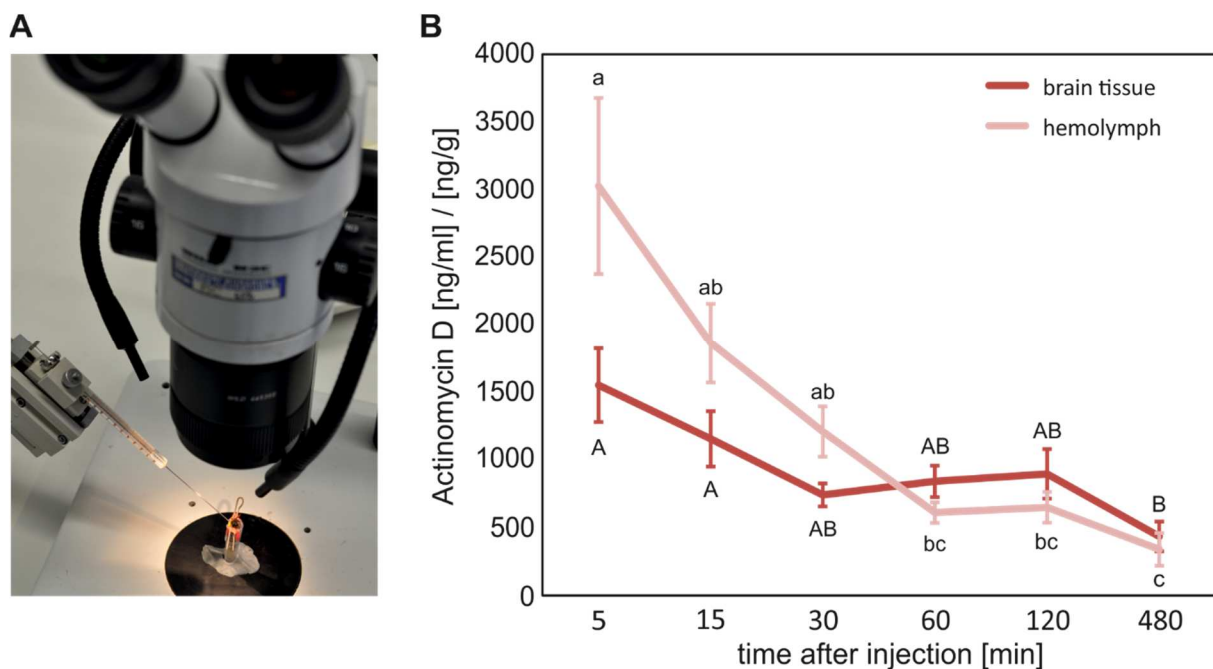 A
B
4000
3500
3000
2500
2000
1500
1000
500
0
Actinomycin D [ng/ml] / [ng/g]
brain tissue
hemolymph
a
ab
ab
AB
AB
B
A
A
AB
bc
bc
c
5 15 30 60 120 480
time after injection [min]
16